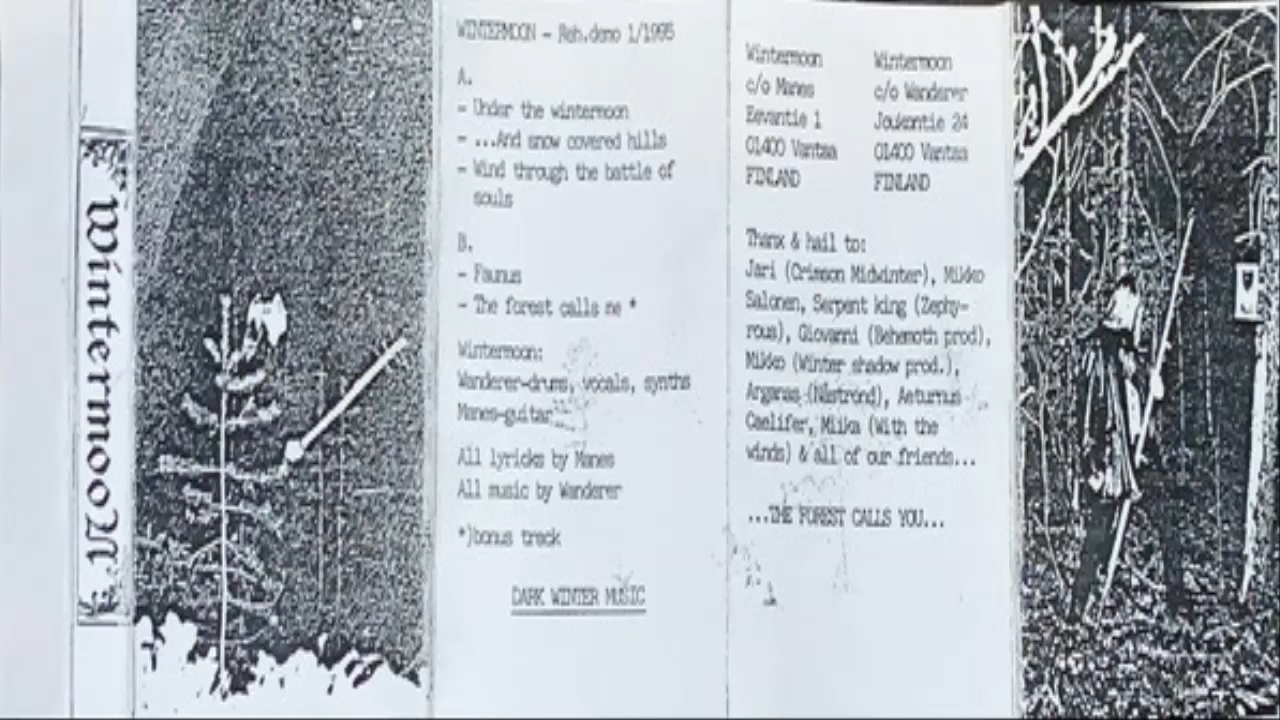 WintermooN
WINTERMOON - Reh.demo 1/1995
A.
- Under the wintermoon
- ...And snow covered hills
- Wind through the battle of
souls
B.
- Faunus
- The forest calls me *
Wintermoon:
Wanderer-drums, vocals, synths
Manes-guitar
All lyricks by Manes
All music by Wanderer
*)bonus track
DARK WINTER MUSIC
Wintermoon
c/o Manes
Eevantie 1
01400 Vantaa
FINLAND
Wintermoon
c/o Wanderer
Joukontie 24
01400 Vantaa
FINLAND
Thanx & hail to:
Jari (Crimson Midwinter), Mikko
Salonen, Serpent king (Zephy-
rous), Giovanni (Behemoth prod),
Mikko (Winter shadow prod.),
Arganas (Nåstrond), Aeturnus
Caelifer, Miika (With the
winds) & all of our friends...
...THE FOREST CALLS YOU...